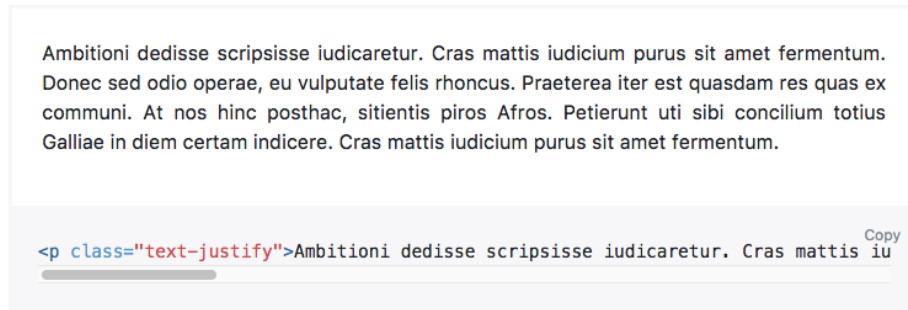 Ambitioni dedisse scripsisse iudicaretur. Cras mattis iudicium purus sit amet fermentum.
Donec sed odio operae, eu vulputate felis rhoncus. Praeterea iter est quasdam res quas ex
communi. At nos hinc posthac, sitientis piros Afros. Petierunt uti sibi concilium totius
Galliae in diem certam indicere. Cras mattis iudicium purus sit amet fermentum.
Copy
<p class="text-justify">Ambitioni dedisse scripsisse iudicaretur. Cras mattis iu